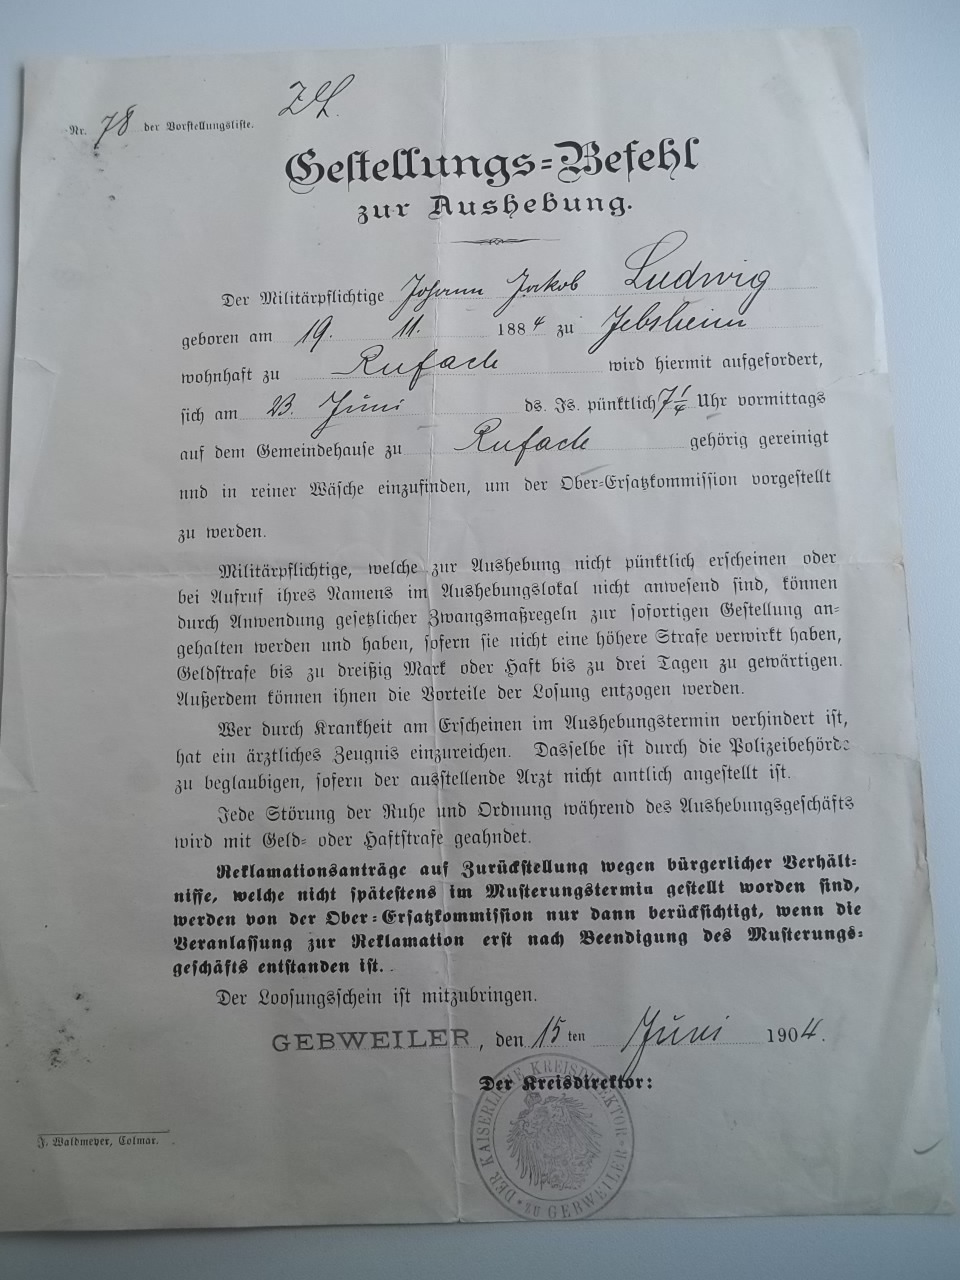 Nr. 78 der Vorstellungsliste.
Gestellungs-Befehl
zur Aushebung.
Der Militärpflichtige Johann Jakob Ludwig
geboren am 19. 11. 1884 zu Jebsheim
wohnhaft zu Rufach wird hiermit aufgefordert,
sich am 23. Juni ds. Js. pünktlich 7 1/4 Uhr vormittags
auf dem Gemeindehause zu Rufach gehörig gereinigt
und in reiner Wäsche einzufinden, um der Ober-Ersatzkommission vorgestellt
zu werden.
Militärpflichtige, welche zur Aushebung nicht pünktlich erscheinen oder
bei Aufruf ihres Namens im Aushebungslokal nicht anwesend sind, können
durch Anwendung gesetzlicher Zwangsmaßregeln zur sofortigen Gestellung an-
gehalten werden und haben, sofern sie nicht eine höhere Strafe verwirkt haben,
Geldstrafe bis zu dreißig Mark oder Haft bis zu drei Tagen zu gewärtigen.
Außerdem können ihnen die Vorteile der Losung entzogen werden.
Wer durch Krankheit am Erscheinen im Aushebungstermin verhindert ist,
hat ein ärztliches Zeugnis einzureichen. Dasselbe ist durch die Polizeibehörde
zu beglaubigen, sofern der ausstellende Arzt nicht amtlich angestellt ist.
Jede Störung der Ruhe und Ordnung während des Aushebungsgeschäfts
wird mit Geld- oder Haftstrafe geahndet.
Reklamationsanträge auf Zurückstellung wegen bürgerlicher Verhält-
nisse, welche nicht spätestens im Musterungstermin gestellt worden sind,
werden von der Ober-Ersatzkommission nur dann berücksichtigt, wenn die
Veranlassung zur Reklamation erst nach Beendigung des Musterungs-
geschäfts entstanden ist.
Der Loosungsschein ist mitzubringen.
GEBWEILER, den 15ten Juni 1904.
Der Kreisdirektor:
DER KAISERLICHE KREISDIREKTOR
ZU GEBWEILER
J. Waldmeyer, Colmar.